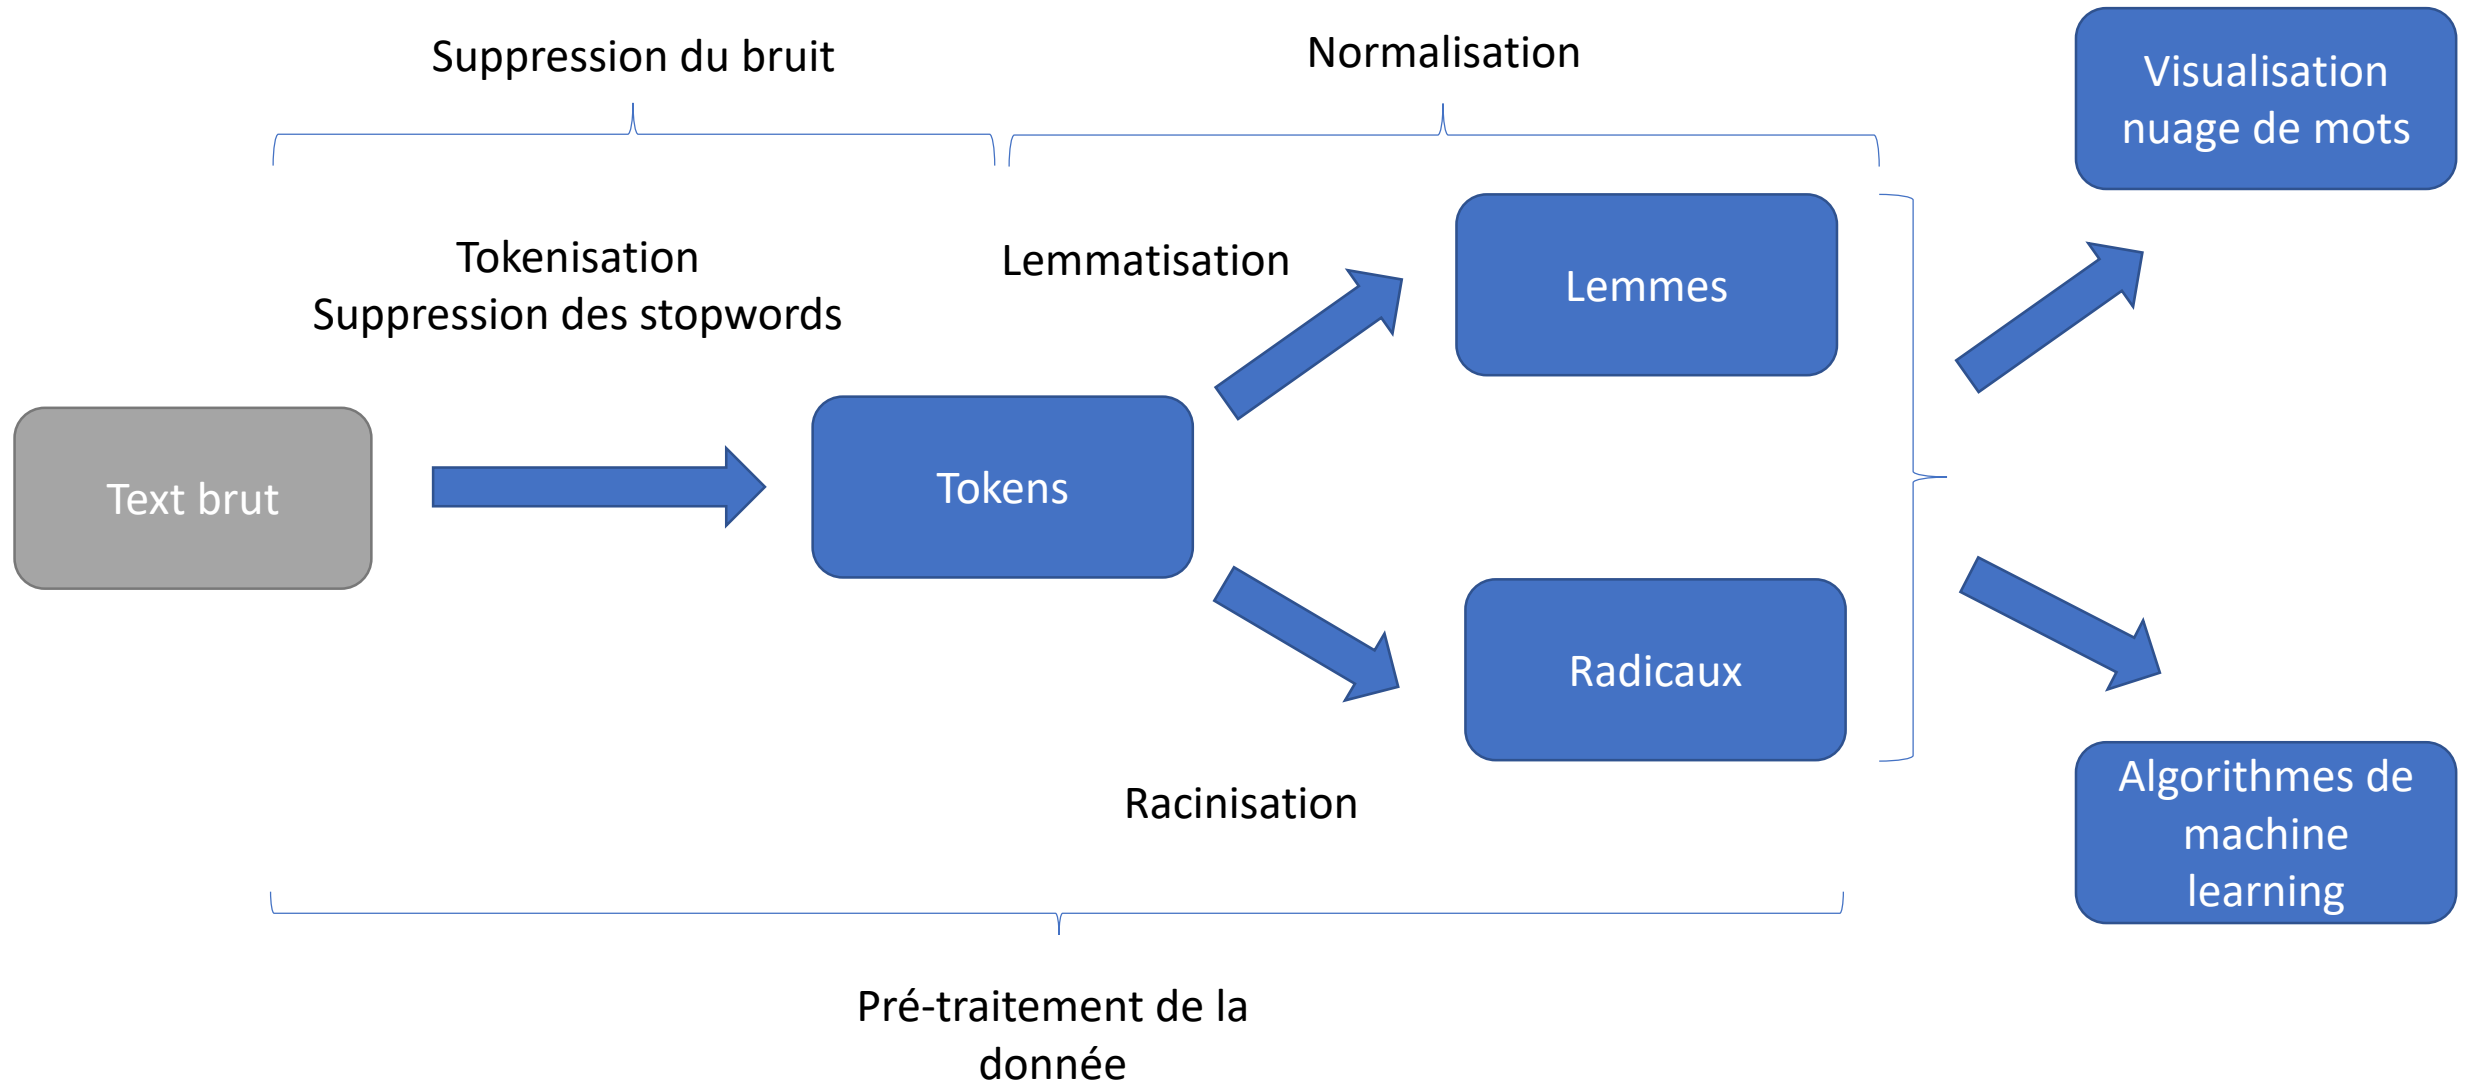 Suppression du bruit
Normalisation
Visualisation
nuage de mots
Tokenisation
Suppression des stopwords
Lemmatisation
Lemmes
Text brut
Tokens
Radicaux
Racinisation
Algorithmes de
machine
learning
Pré-traitement de la
donnée